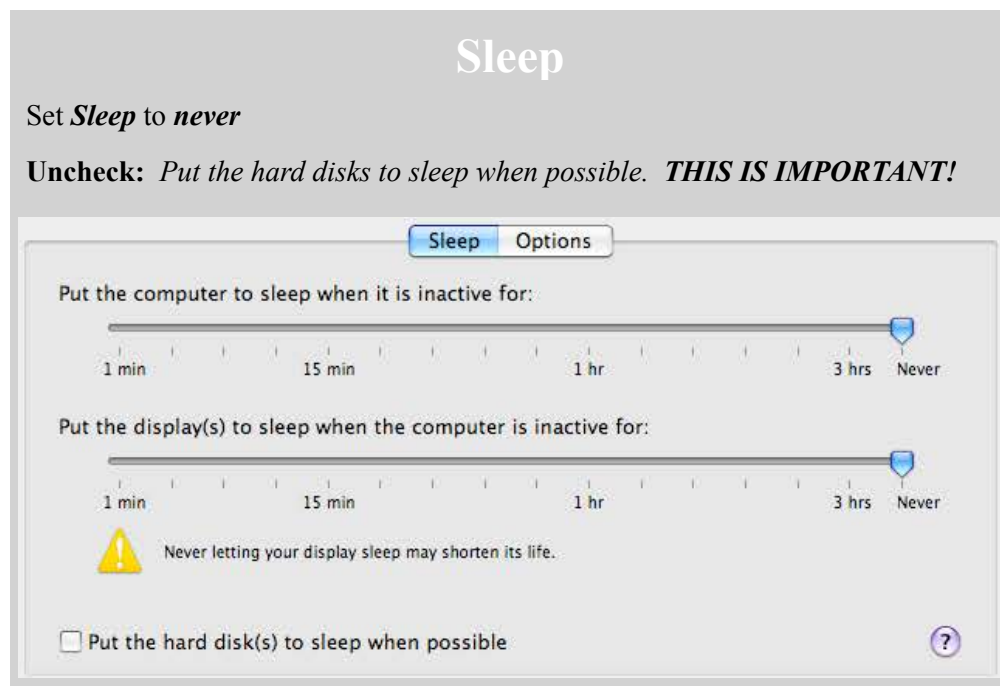 Sleep
Set Sleep to never
Uncheck: Put the hard disks to sleep when possible. THIS IS IMPORTANT!
Sleep Options
Put the computer to sleep when it is inactive for:
1 min 15 min 1 hr 3 hrs Never
Put the display(s) to sleep when the computer is inactive for:
1 min 15 min 1 hr 3 hrs Never
Never letting your display sleep may shorten its life.
Put the hard disk(s) to sleep when possible ?